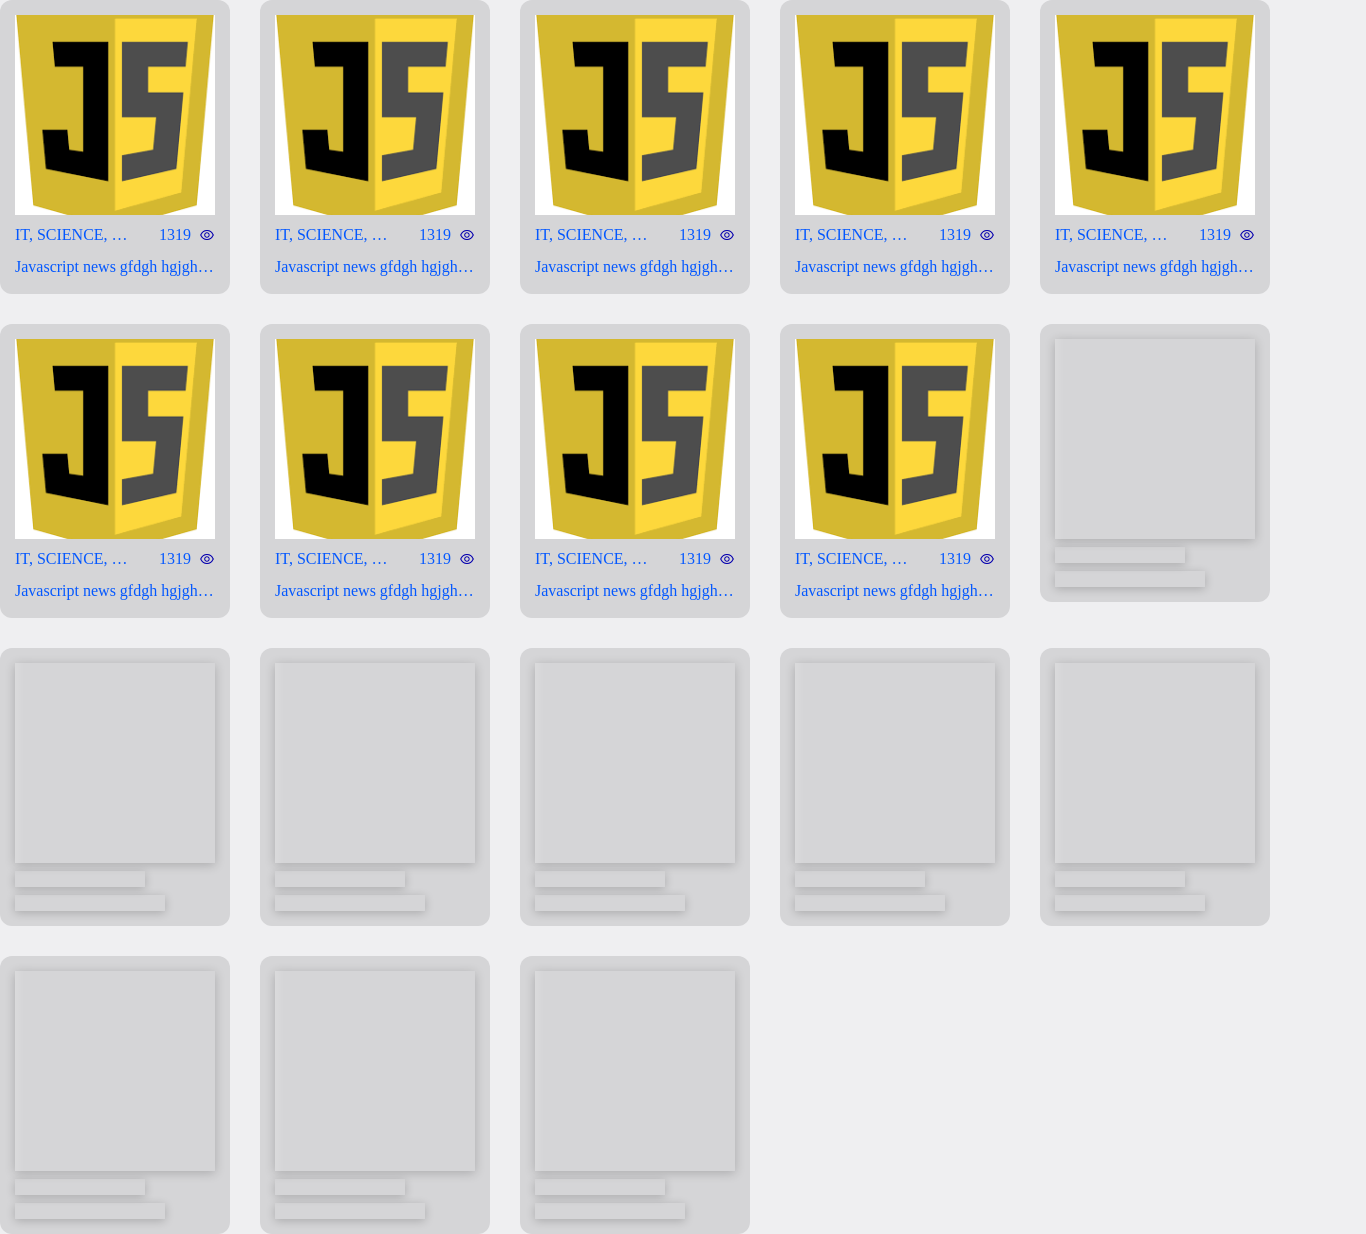 JS JS JS JS JS
IT, SCIENCE, … 1319 IT, SCIENCE, … 1319 IT, SCIENCE, … 1319 IT, SCIENCE, … 1319 IT, SCIENCE, … 1319
Javascript news gfdgh hgjgh… Javascript news gfdgh hgjgh… Javascript news gfdgh hgjgh… Javascript news gfdgh hgjgh… Javascript news gfdgh hgjgh…
JS JS JS JS
IT, SCIENCE, … 1319 IT, SCIENCE, … 1319 IT, SCIENCE, … 1319 IT, SCIENCE, … 1319
Javascript news gfdgh hgjgh… Javascript news gfdgh hgjgh… Javascript news gfdgh hgjgh… Javascript news gfdgh hgjgh…